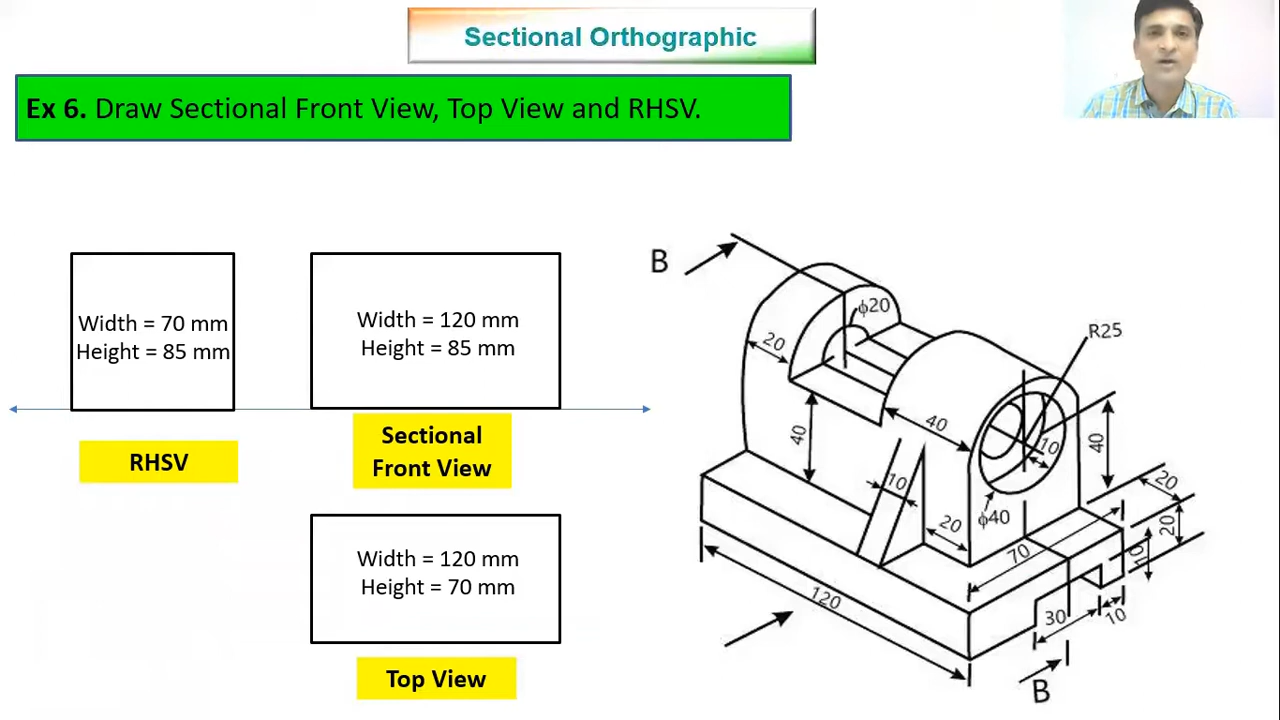 Sectional Orthographic
Ex 6. Draw Sectional Front View, Top View and RHSV.
Width = 70 mm
Height = 85 mm
Width = 120 mm
Height = 85 mm
RHSV
Sectional
Front View
Width = 120 mm
Height = 70 mm
Top View
B
ϕ20
20
R25
40
40
10
40
10
20
ϕ40
20
20
70
10
120
30
10
B